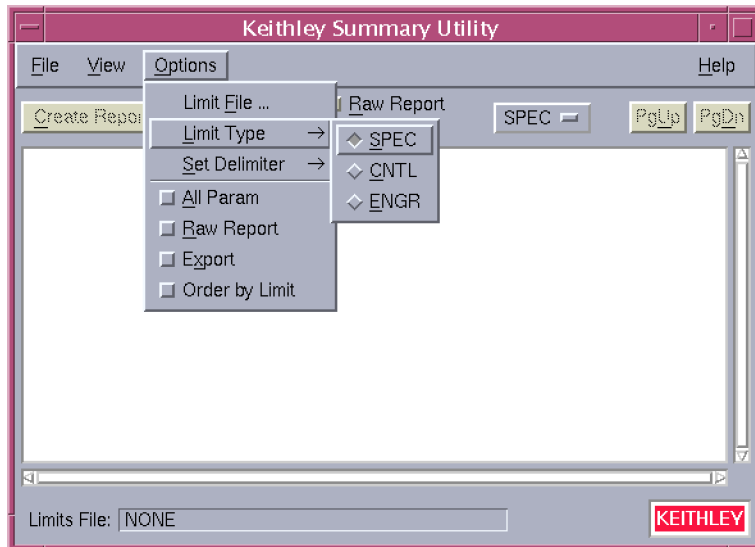 Keithley Summary Utility
File View Options Help
Create Repor Raw Report SPEC PgUp PgDn
Limit File ...
Limit Type →
Set Delimiter →
All Param
Raw Report
Export
Order by Limit
SPEC
CNTL
ENGR
Limits File: NONE
KEITHLEY